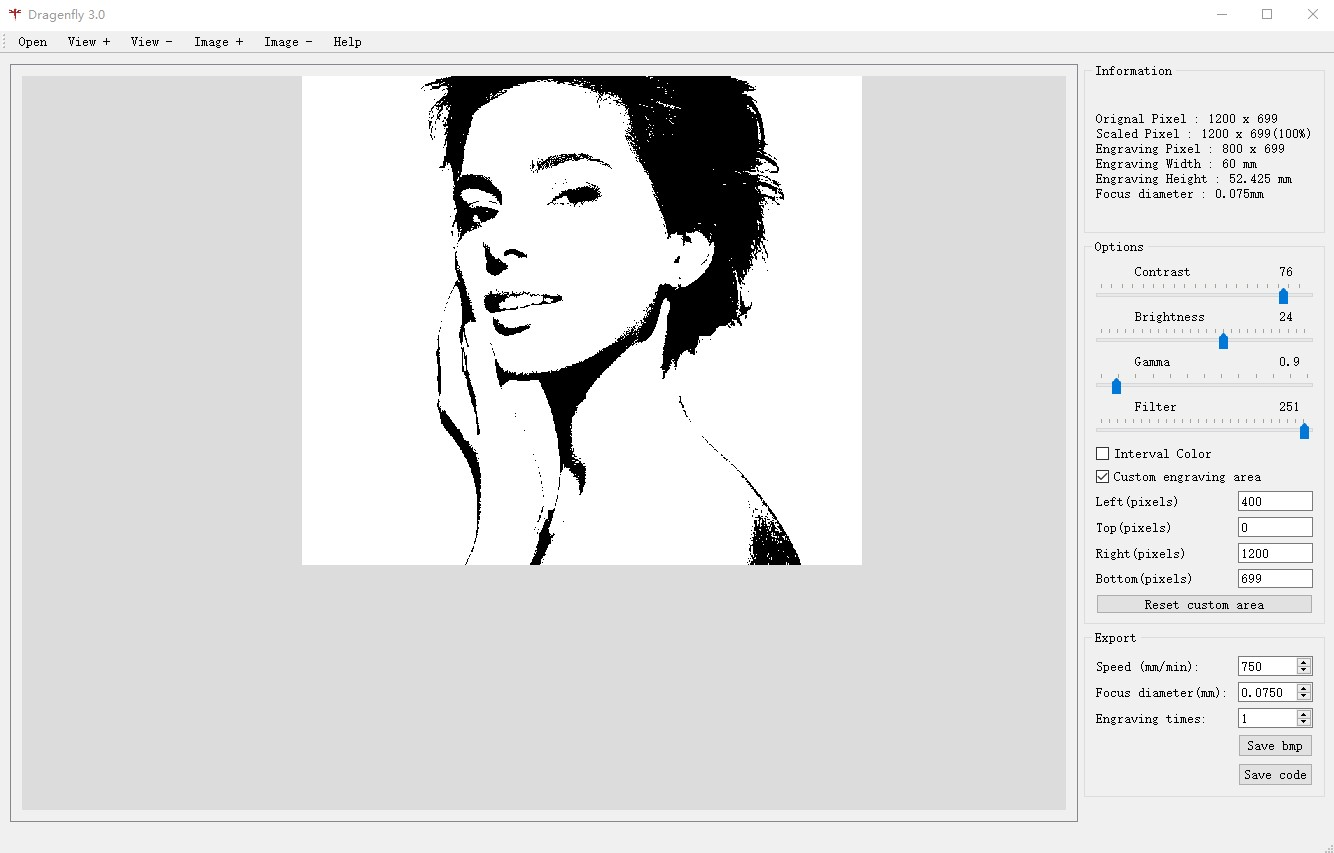 Dragenfly 3.0
Open View + View - Image + Image - Help
Information
Orignal Pixel : 1200 x 699
Scaled Pixel : 1200 x 699(100%)
Engraving Pixel : 800 x 699
Engraving Width : 60 mm
Engraving Height : 52.425 mm
Focus diameter : 0.075mm
Options
Contrast 76
Brightness 24
Gamma 0.9
Filter 251
Interval Color
Custom engraving area
Left(pixels) 400
Top(pixels) 0
Right(pixels) 1200
Bottom(pixels) 699
Reset custom area
Export
Speed (mm/min): 750
Focus diameter(mm): 0.0750
Engraving times: 1
Save bmp
Save code